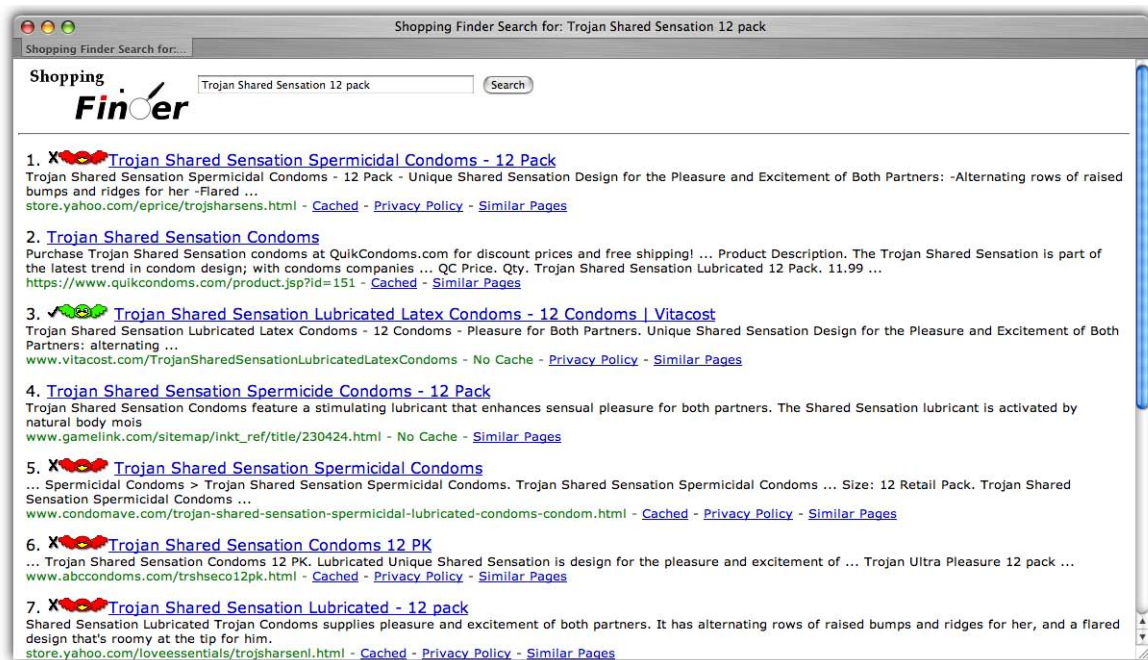 Shopping Finder Search for: Trojan Shared Sensation 12 pack
Shopping Finder Search for:...
Shopping
Finder
Trojan Shared Sensation 12 pack
Search
1. Trojan Shared Sensation Spermicidal Condoms - 12 Pack
Trojan Shared Sensation Spermicidal Condoms - 12 Pack - Unique Shared Sensation Design for the Pleasure and Excitement of Both Partners: -Alternating rows of raised
bumps and ridges for her -Flared ...
store.yahoo.com/eprice/trojsharsens.html - Cached - Privacy Policy - Similar Pages
2. Trojan Shared Sensation Condoms
Purchase Trojan Shared Sensation condoms at QuikCondoms.com for discount prices and free shipping! ... Product Description. The Trojan Shared Sensation is part of
the latest trend in condom design; with condoms companies ... QC Price. Qty. Trojan Shared Sensation Lubricated 12 Pack. 11.99 ...
https://www.quikcondoms.com/product.jsp?id=151 - Cached - Similar Pages
3. Trojan Shared Sensation Lubricated Latex Condoms - 12 Condoms | Vitacost
Trojan Shared Sensation Lubricated Latex Condoms - 12 Condoms - Pleasure for Both Partners. Unique Shared Sensation Design for the Pleasure and Excitement of Both
Partners: alternating ...
www.vitacost.com/TrojanSharedSensationLubricatedLatexCondoms - No Cache - Privacy Policy - Similar Pages
4. Trojan Shared Sensation Spermicide Condoms - 12 Pack
Trojan Shared Sensation Condoms feature a stimulating lubricant that enhances sensual pleasure for both partners. The Shared Sensation lubricant is activated by
natural body mois
www.gamelink.com/sitemap/inkt_ref/title/230424.html - No Cache - Similar Pages
5. Trojan Shared Sensation Spermicidal Condoms
... Spermicidal Condoms > Trojan Shared Sensation Spermicidal Condoms. Trojan Shared Sensation Spermicidal Condoms ... Size: 12 Retail Pack. Trojan Shared
Sensation Spermicidal Condoms ...
www.condomave.com/trojan-shared-sensation-spermicidal-lubricated-condoms-condom.html - Cached - Privacy Policy - Similar Pages
6. Trojan Shared Sensation Condoms 12 PK
... Trojan Shared Sensation Condoms 12 PK. Lubricated Unique Shared Sensation is design for the pleasure and excitement of ... Trojan Ultra Pleasure 12 pack ...
www.abccondoms.com/trshseco12pk.html - Cached - Privacy Policy - Similar Pages
7. Trojan Shared Sensation Lubricated - 12 pack
Shared Sensation Lubricated Trojan Condoms supplies pleasure and excitement of both partners. It has alternating rows of raised bumps and ridges for her, and a flared
design that's roomy at the tip for him.
store.yahoo.com/loveessentials/trojsharsenl.html - Cached - Privacy Policy - Similar Pages